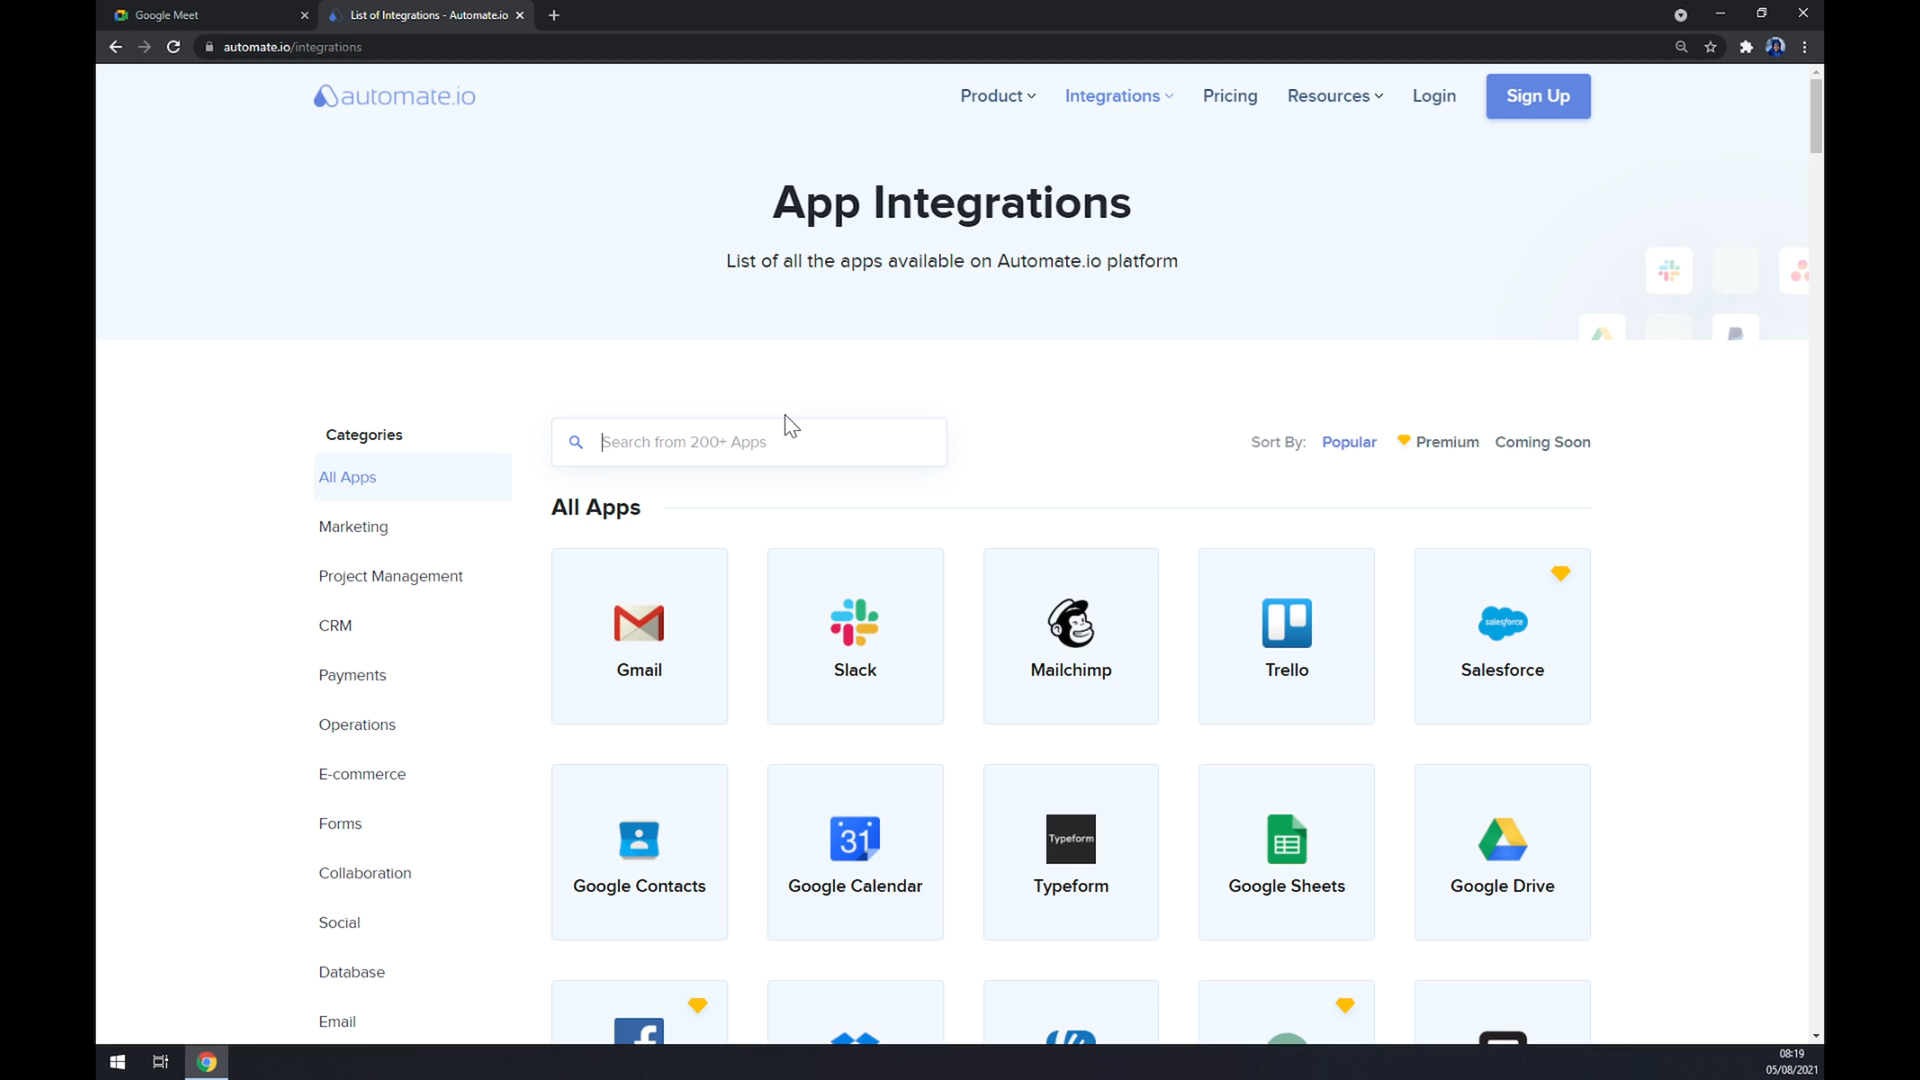 Google Meet
List of Integrations - Automate.io
automate.io/integrations
automate.io
Product
Integrations
Pricing
Resources
Login
Sign Up
App Integrations
List of all the apps available on Automate.io platform
Categories
All Apps
Marketing
Project Management
CRM
Payments
Operations
E-commerce
Forms
Collaboration
Social
Database
Email
Search from 200+ Apps
Sort By: Popular Premium Coming Soon
All Apps
Gmail
Slack
Mailchimp
Trello
salesforce
Salesforce
Google Contacts
31
Google Calendar
Typeform
Typeform
Google Sheets
Google Drive
08:19
05/08/2021